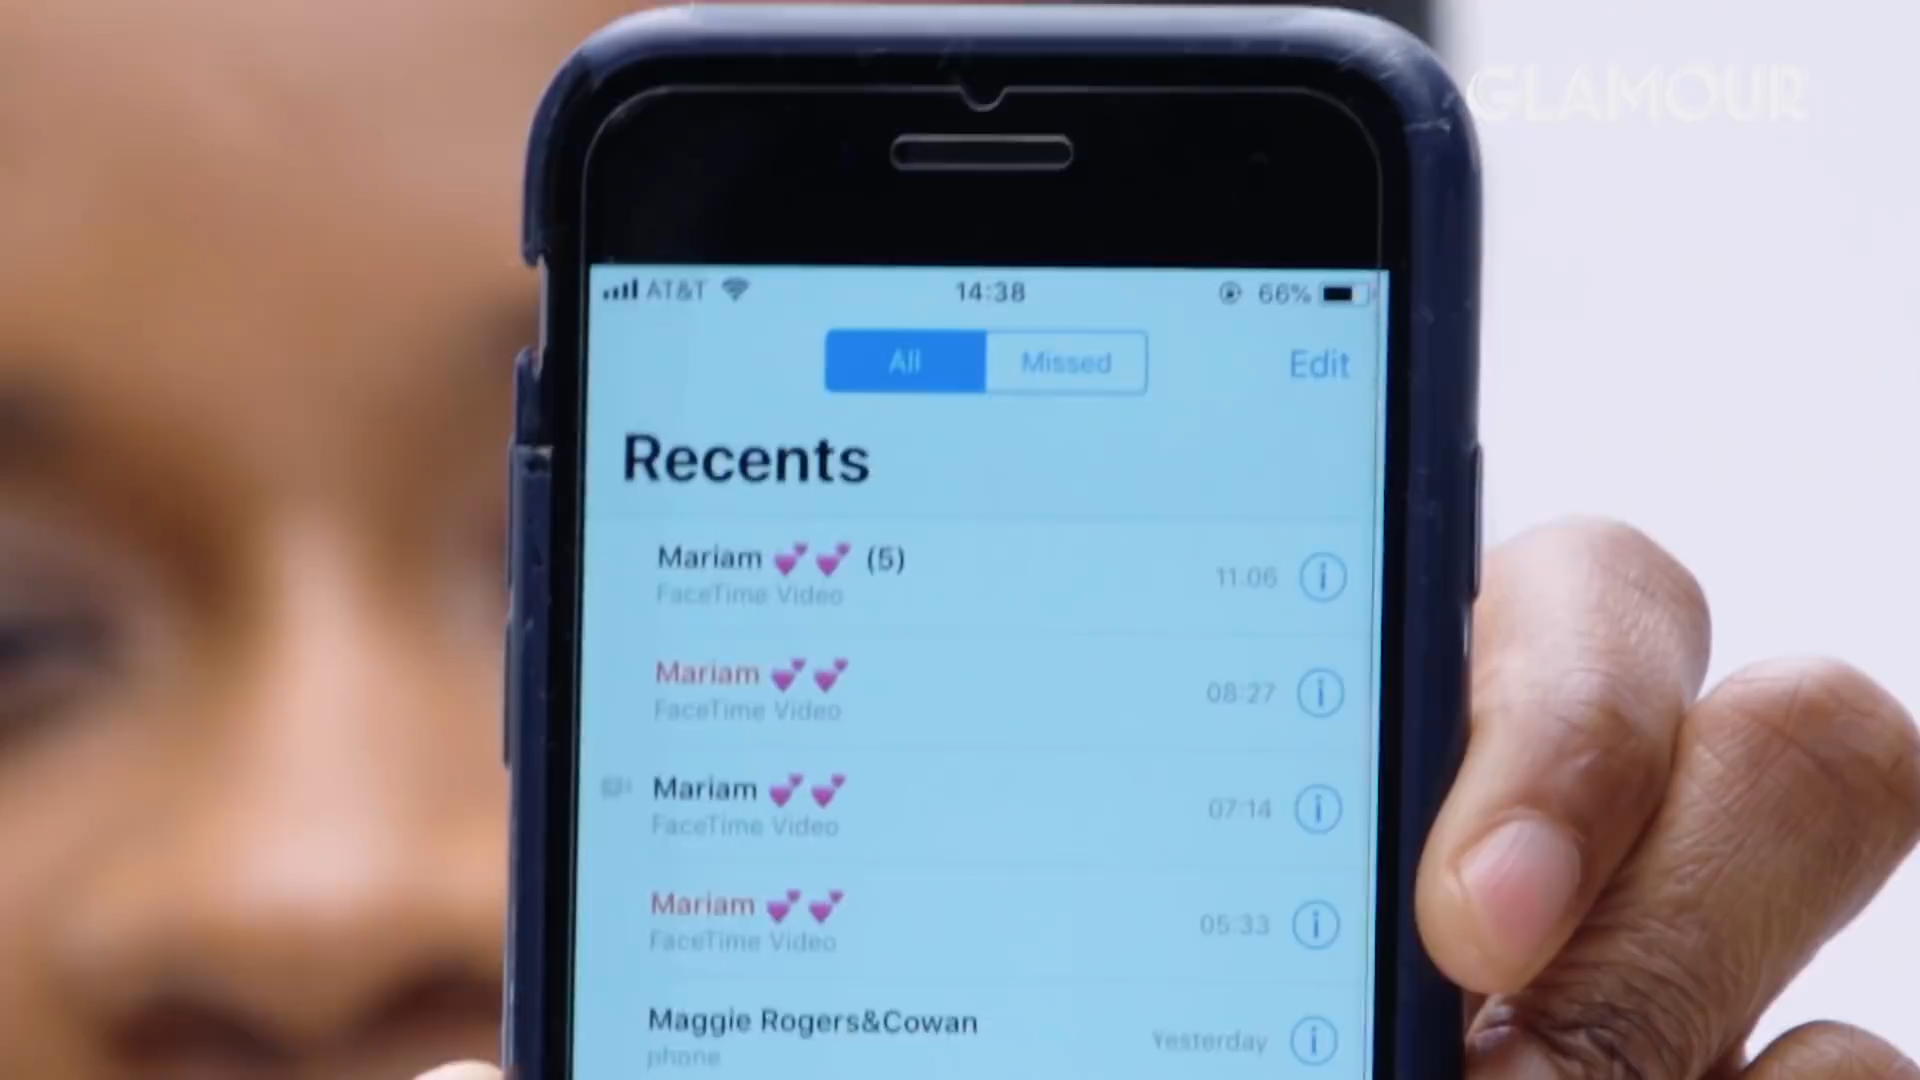 GLAMOUR
AT&T 14:38 66%
All Missed Edit
Recents
Mariam 💕💕 (5)
FaceTime Video 11:06
Mariam 💕💕
FaceTime Video 08:27
Mariam 💕💕
FaceTime Video 07:14
Mariam 💕💕
FaceTime Video 05:33
Maggie Rogers&Cowan
phone Yesterday